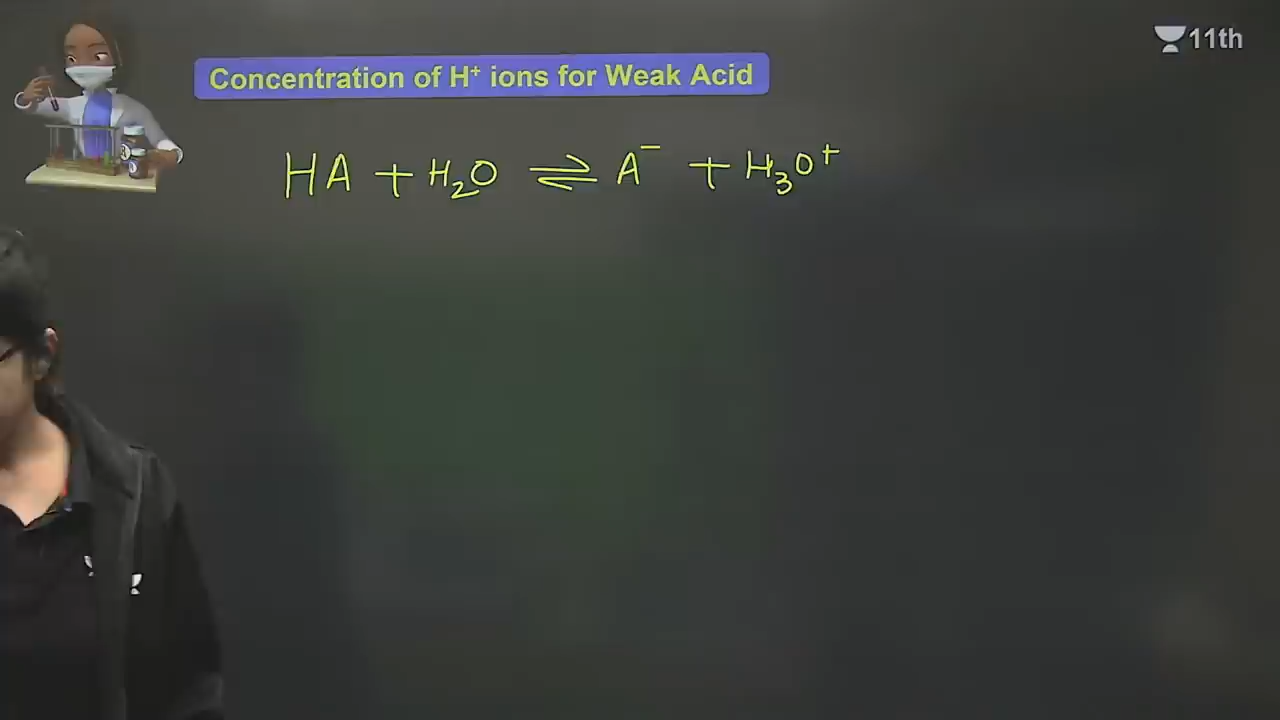 11th
Concentration of H⁺ ions for Weak Acid
HA + H₂O ⇌ A⁻ + H₃O⁺